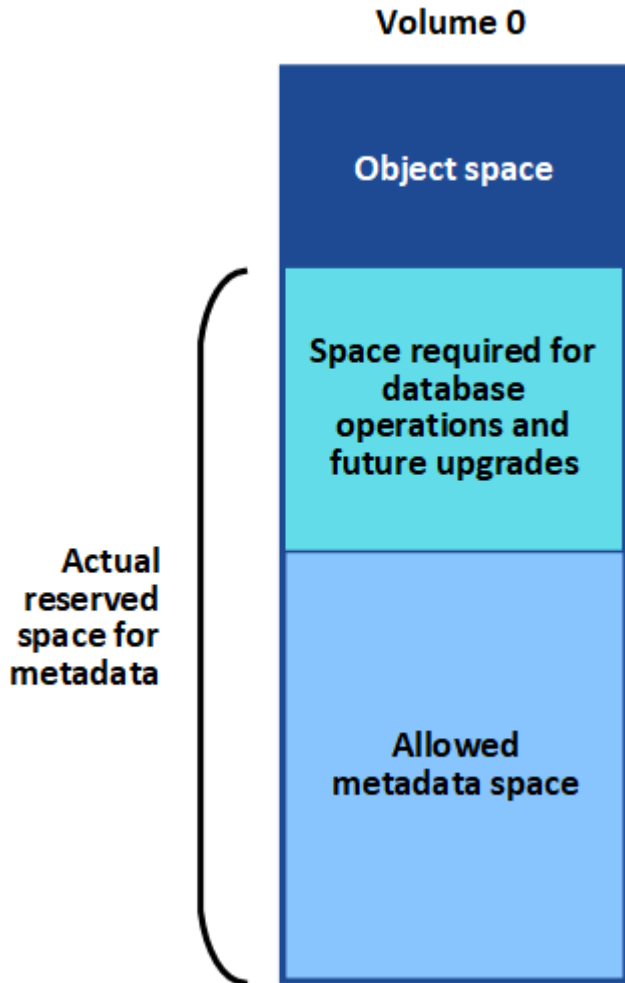 Volume 0
Object space
Space required for
database
operations and
future upgrades
Actual
reserved
space for
metadata
Allowed
metadata space